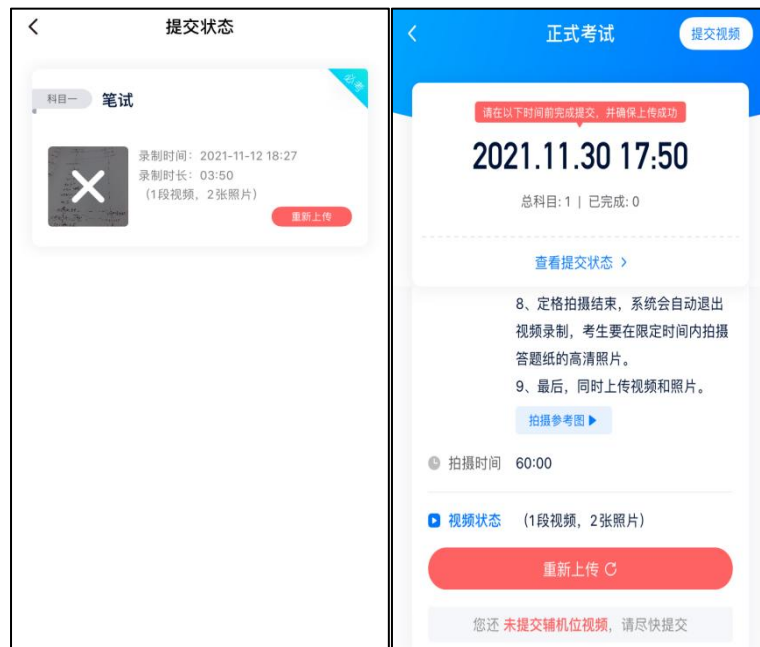 提交状态
必考
科目一 笔试
录制时间：2021-11-12 18:27
录制时长：03:50
（1段视频，2张照片）
重新上传
正式考试
提交视频
请在以下时间前完成提交，并确保上传成功
2021.11.30 17:50
总科目: 1 | 已完成: 0
查看提交状态
8、定格拍摄结束，系统会自动退出
视频录制，考生要在限定时间内拍摄
答题纸的高清照片。
9、最后，同时上传视频和照片。
拍摄参考图
拍摄时间 60:00
视频状态 （1段视频，2张照片）
重新上传
您还 未提交辅机位视频，请尽快提交